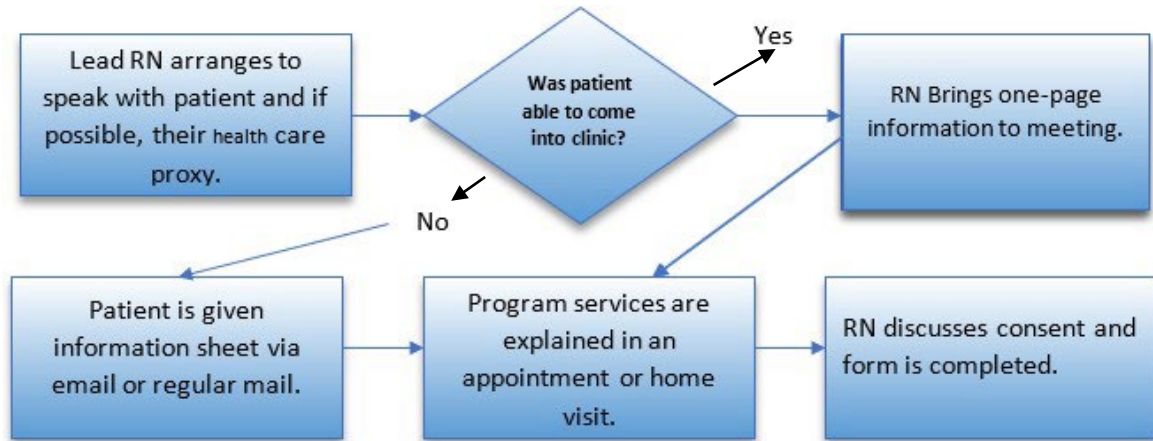 Lead RN arranges to
speak with patient and if
possible, their health care
proxy.
Was patient
able to come
into clinic?
Yes
RN Brings one-page
information to meeting.
No
Patient is given
information sheet via
email or regular mail.
Program services are
explained in an
appointment or home
visit.
RN discusses consent and
form is completed.